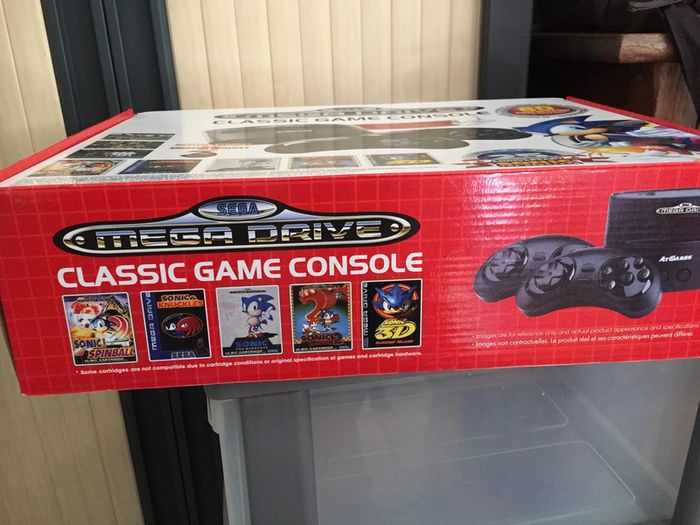 CLASSIC GAME CONSOLE
SEGA
MEGA DRIVE
CLASSIC GAME CONSOLE
SONIC SPINBALL
SONIC & KNUCKLES
MEGA DRIVE
SEGA
SONIC
SONIC 2
MEGA DRIVE
SONIC 3D
* Some cartridges are not compatible due to cartridge conditions or original specification of games and cartridge hardware.
ATGAMES
• Images are for reference only and actual product appearance and specification
• Images non contractuelles. Le produit réel et ses caractéristiques peuvent différer